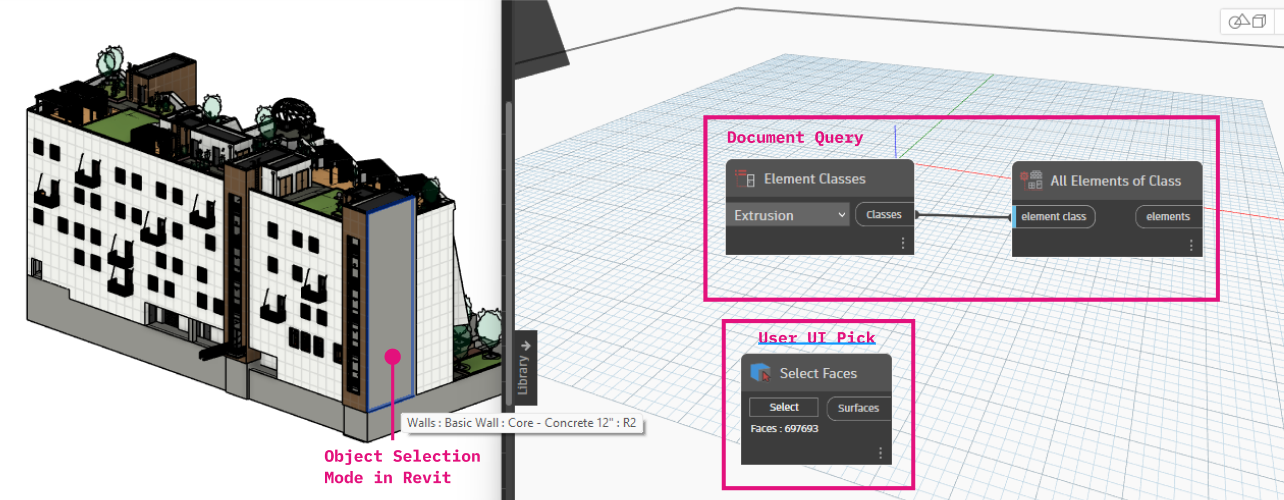 Document Query
Element Classes
Extrusion
Classes
All Elements of Class
element class
elements
User UI Pick
Select Faces
Select
Surfaces
Faces : 697693
Library
Walls : Basic Wall : Core - Concrete 12" : R2
Object Selection
Mode in Revit